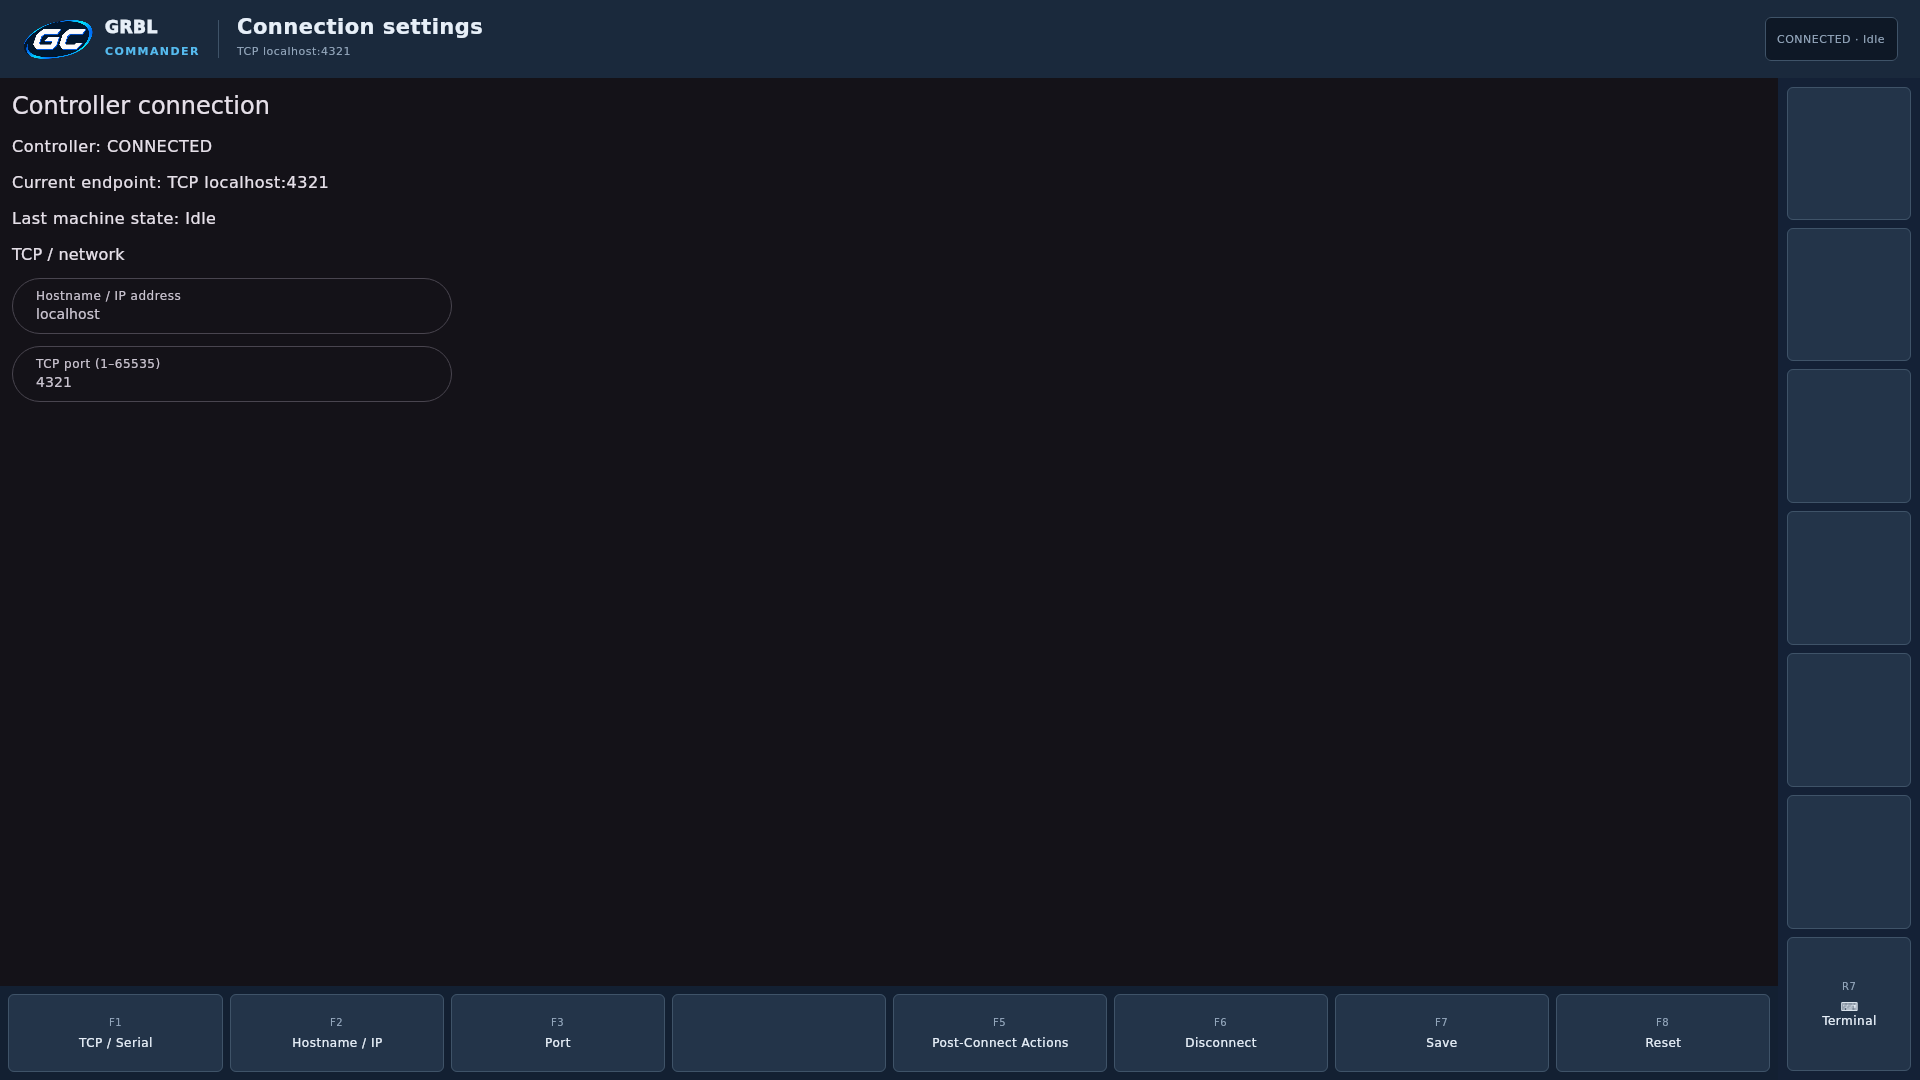 GC
GRBL
COMMANDER
Connection settings
TCP localhost:4321
CONNECTED · Idle
Controller connection
Controller: CONNECTED
Current endpoint: TCP localhost:4321
Last machine state: Idle
TCP / network
Hostname / IP address
localhost
TCP port (1–65535)
4321
R7
Terminal
F1
TCP / Serial
F2
Hostname / IP
F3
Port
F5
Post-Connect Actions
F6
Disconnect
F7
Save
F8
Reset